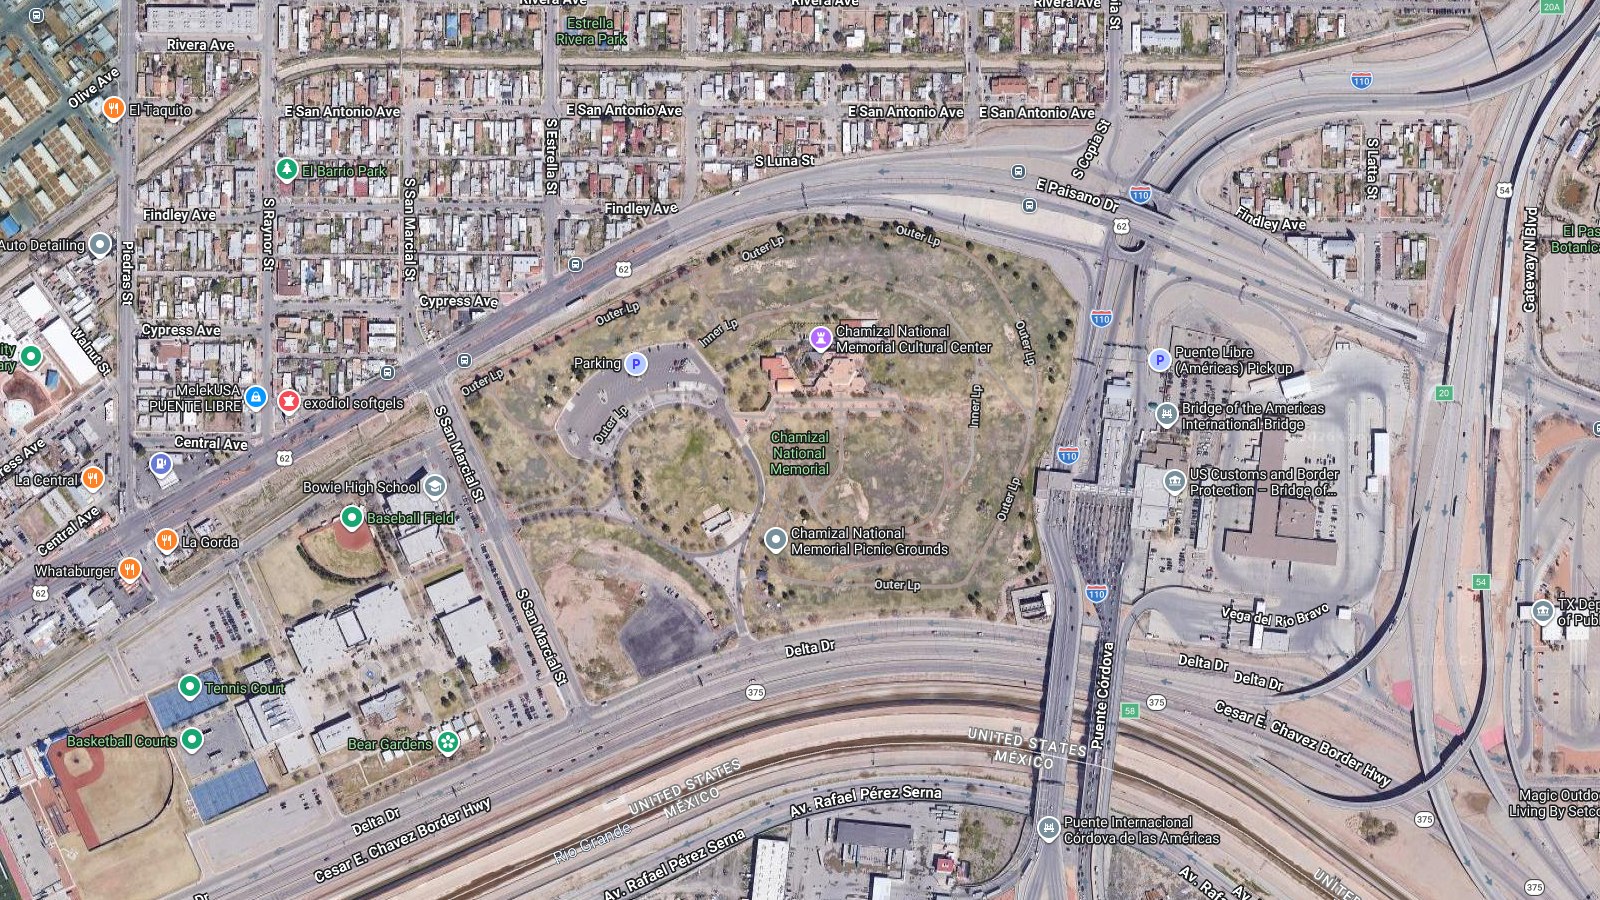 Rivera Ave
Rivera Ave
Rivera Ave
20A
Estrella
Rivera Park
Rivera Ave
110
Olive Ave
El Taquito
E San Antonio Ave
E San Antonio Ave
E San Antonio Ave
E San Antonio Ave
S Estrella St
S Copia St
S Luna St
S Latta St
El Barrio Park
S San Marcial St
E Paisano Dr
110
54
S Raynor St
Findley Ave
Findley Ave
Findley Ave
62
Outer Lp
Outer Lp
Gateway N Blvd
Auto Detailing
Piedras St
62
Cypress Ave
Outer Lp
110
Cypress Ave
Walnut St
Inner Lp
Chamizal National
Memorial Cultural Center
Outer Lp
Parking
Puente Libre
(Américas) Pick up
Outer Lp
MelekUSA
PUENTE LIBRE
exodiol softgels
20
Inner Lp
Bridge of the Americas
International Bridge
Outer Lp
Central Ave
Chamizal
National
Memorial
S San Marcial St
62
110
La Central
Bowie High School
US Customs and Border
Protection – Bridge of...
Outer Lp
Baseball Field
Central Ave
La Gorda
Chamizal National
Memorial Picnic Grounds
Whataburger
62
Outer Lp
54
110
Vega del Río Bravo
S San Marcial St
Delta Dr
Delta Dr
Delta Dr
Tennis Court
375
375
58
Puente Córdova
Cesar E. Chavez Border Hwy
Basketball Courts
Bear Gardens
UNITED STATES
MÉXICO
UNITED STATES
MÉXICO
Av. Rafael Pérez Serna
Delta Dr
Cesar E. Chavez Border Hwy
Rio Grande
Av. Rafael Pérez Serna
Puente Internacional
Córdova de las Américas
375
Magic Outdo
Living By Setco
375
UNITED
Dr